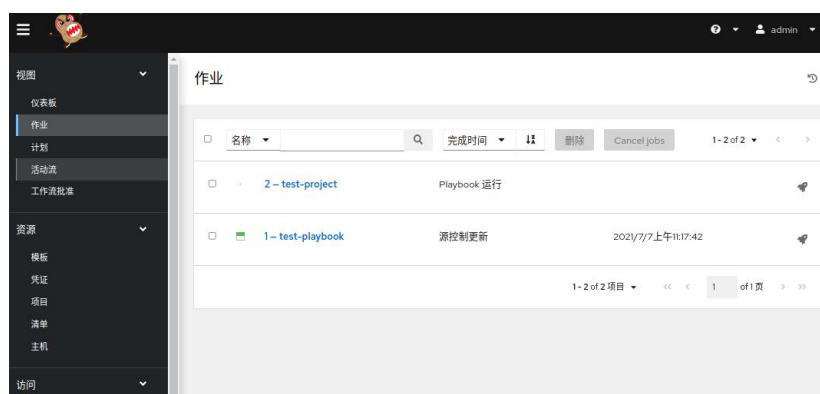 admin
视图
仪表板
作业
计划
活动流
工作流批准
资源
模板
凭证
项目
清单
主机
访问
作业
名称 完成时间 删除 Cancel jobs 1-2 of 2
2 – test-project Playbook 运行
1 – test-playbook 源控制更新 2021/7/7上午11:17:42
1-2 of 2 项目 1 of 1 页